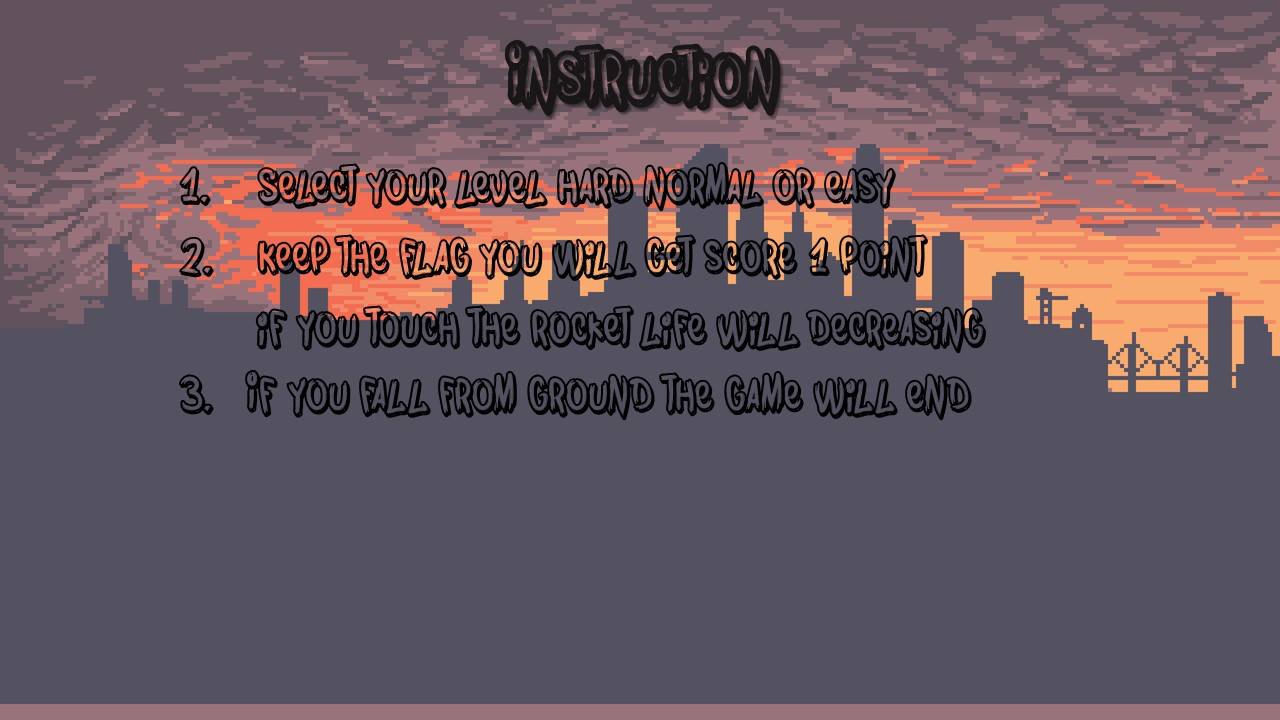 INSTRUCTION
1. SELECT YOUR LEVEL HARD NORMAL OR EASY
2. KEEP THE FLAG YOU WILL GET SCORE 1 POINT
IF YOU TOUCH THE ROCKET LIFE WILL DECREASING
3. IF YOU FALL FROM GROUND THE GAME WILL END